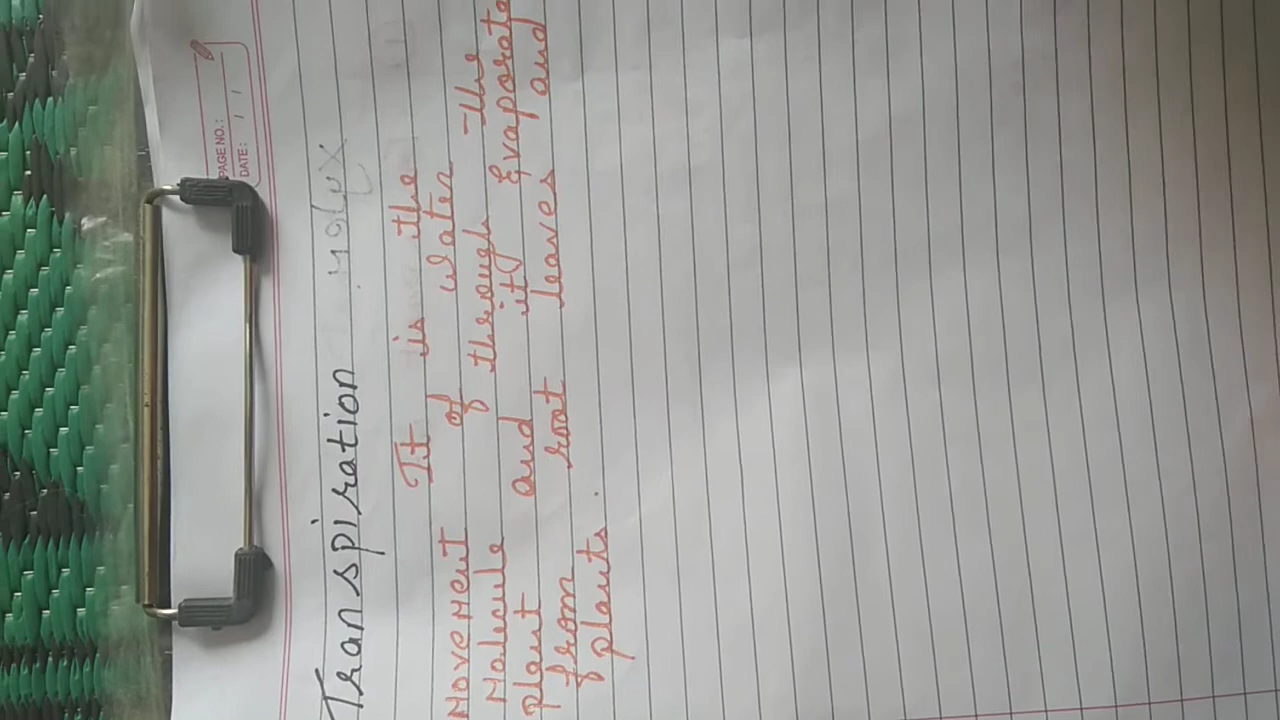 PAGE NO.:
DATE: / /
Transpiration
It is the
Movement of water
Malecule through the
plant and it Evaporate
from root leaves and
plants.